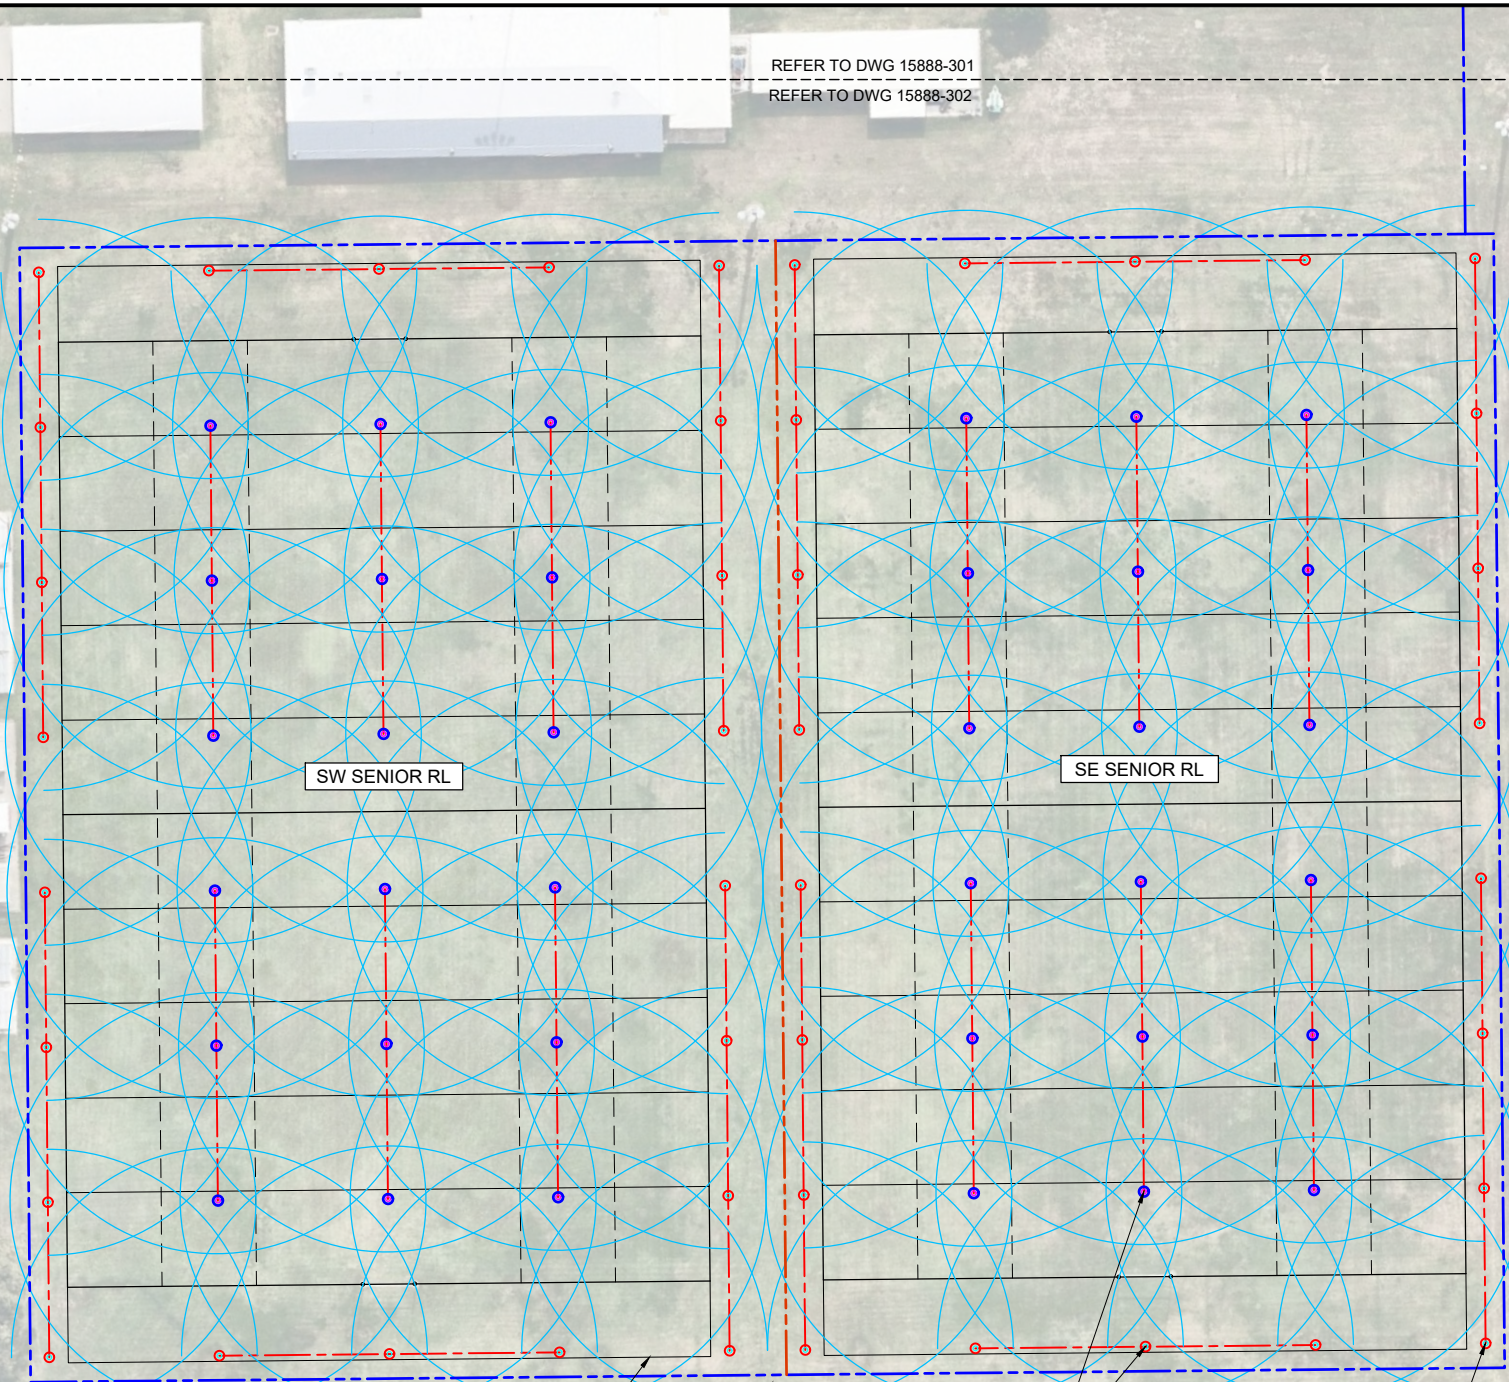 REFER TO DWG 15888-301
REFER TO DWG 15888-302
SW SENIOR RL
SE SENIOR RL